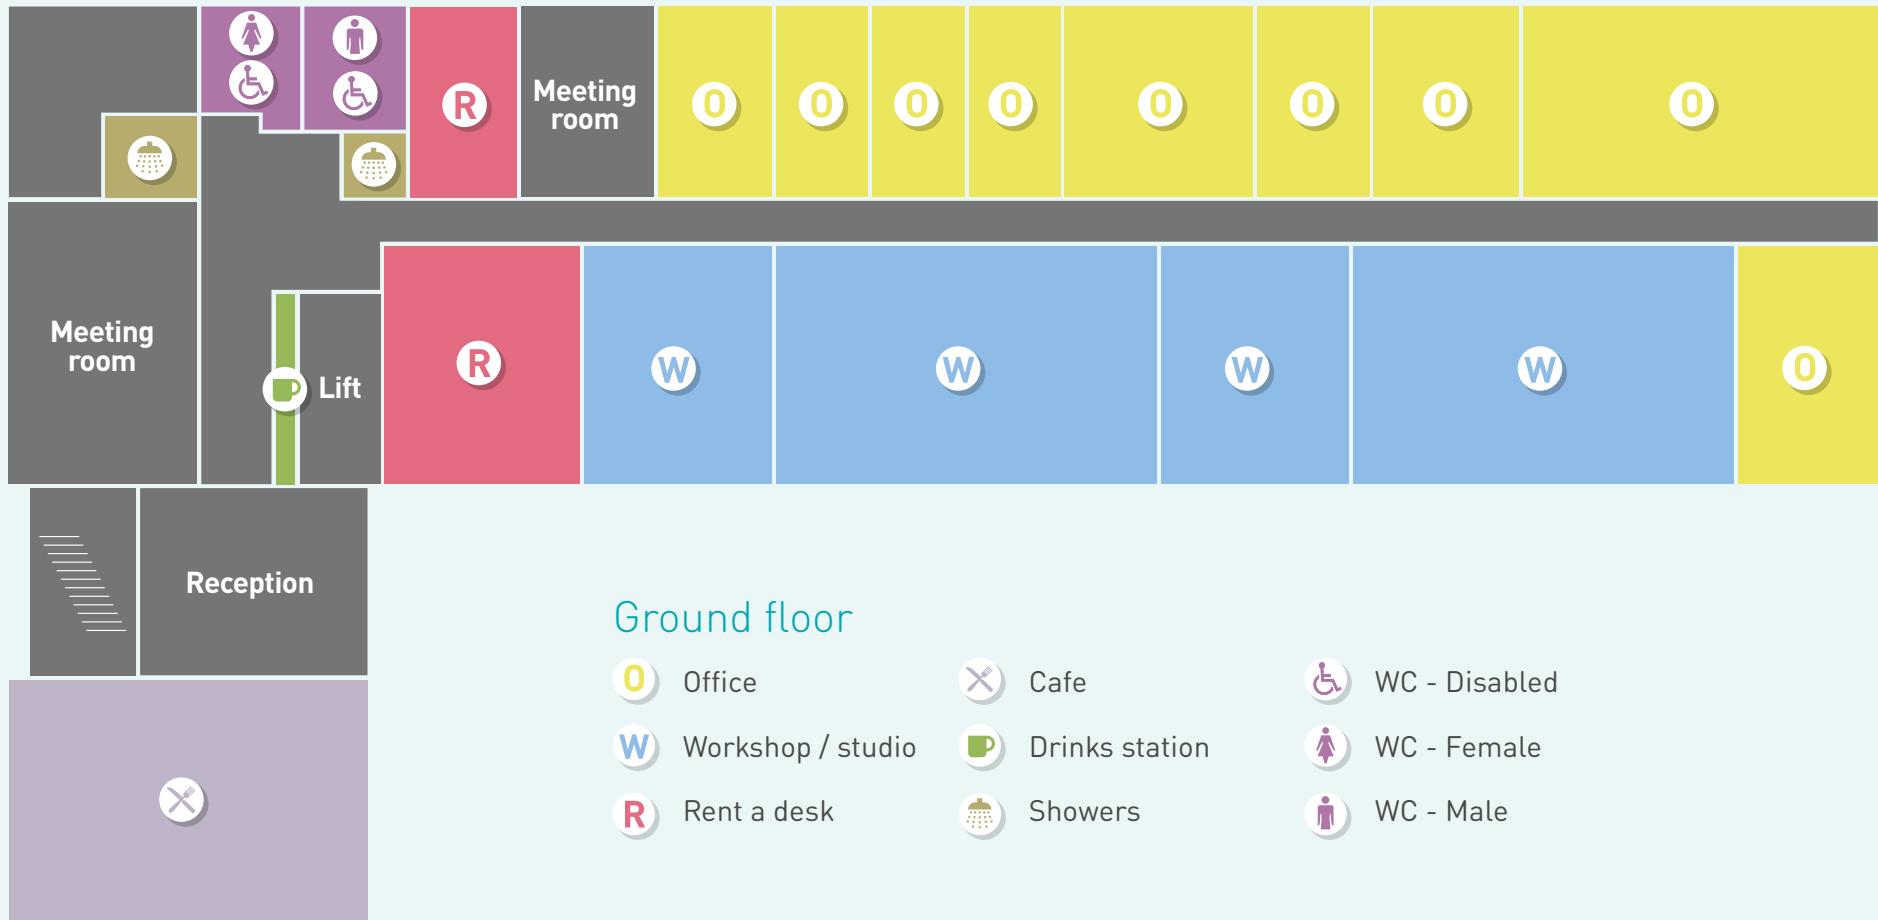 R
Meeting
room
O
O
O
O
O
O
O
O
Meeting
room
Lift
R
W
W
W
W
O
Reception
Ground floor
O Office
Cafe
WC - Disabled
W Workshop / studio
Drinks station
WC - Female
R Rent a desk
Showers
WC - Male